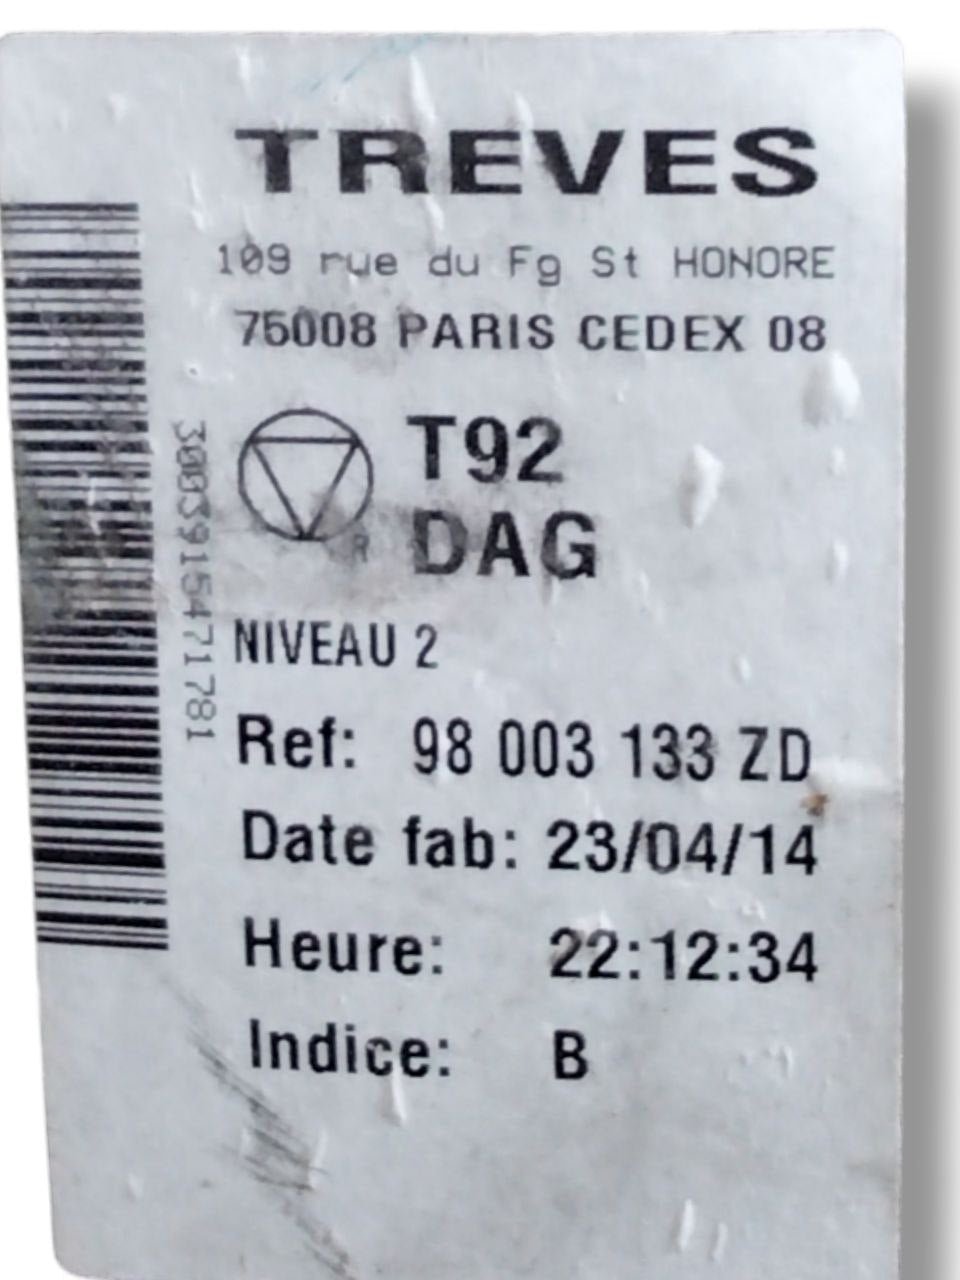 TREVES
109 rue du Fg St HONORE
75008 PARIS CEDEX 08
T92
DAG
R
NIVEAU 2
Ref: 98 003 133 ZD
Date fab: 23/04/14
Heure: 22:12:34
Indice: B
3003915471781